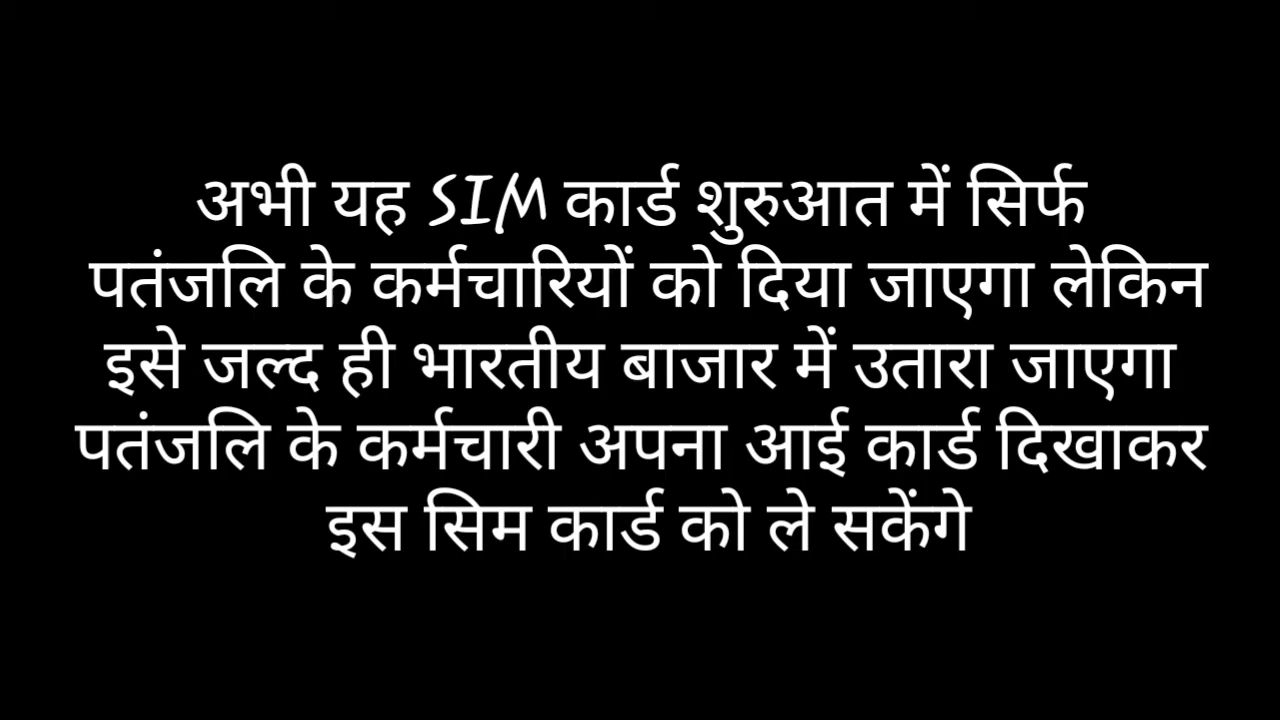 अभी यह SIM कार्ड शुरुआत में सिर्फ
पतंजलि के कर्मचारियों को दिया जाएगा लेकिन
इसे जल्द ही भारतीय बाजार में उतारा जाएगा
पतंजलि के कर्मचारी अपना आई कार्ड दिखाकर
इस सिम कार्ड को ले सकेंगे